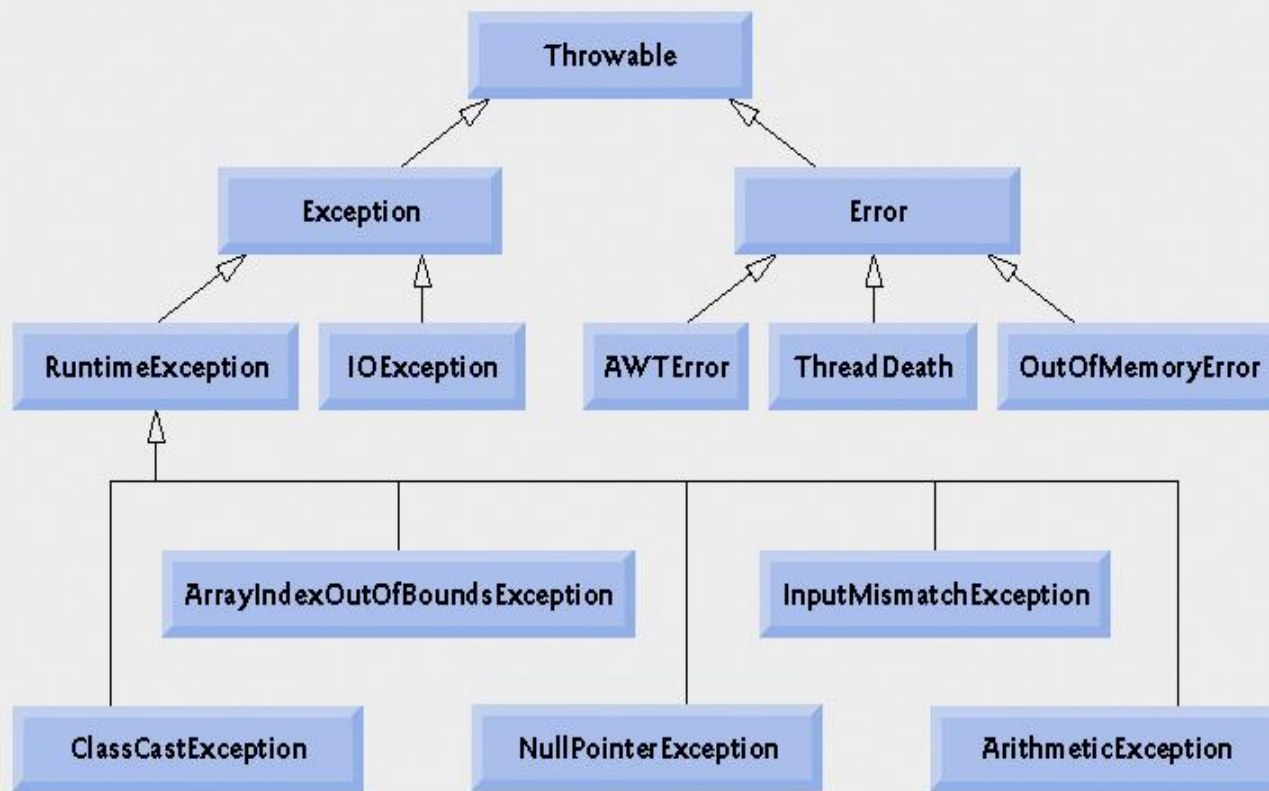 Throwable
Exception
Error
RuntimeException
IOException
AWTError
ThreadDeath
OutOfMemoryError
ArrayIndexOutOfBoundsException
InputMismatchException
ClassCastException
NullPointerException
ArithmeticException